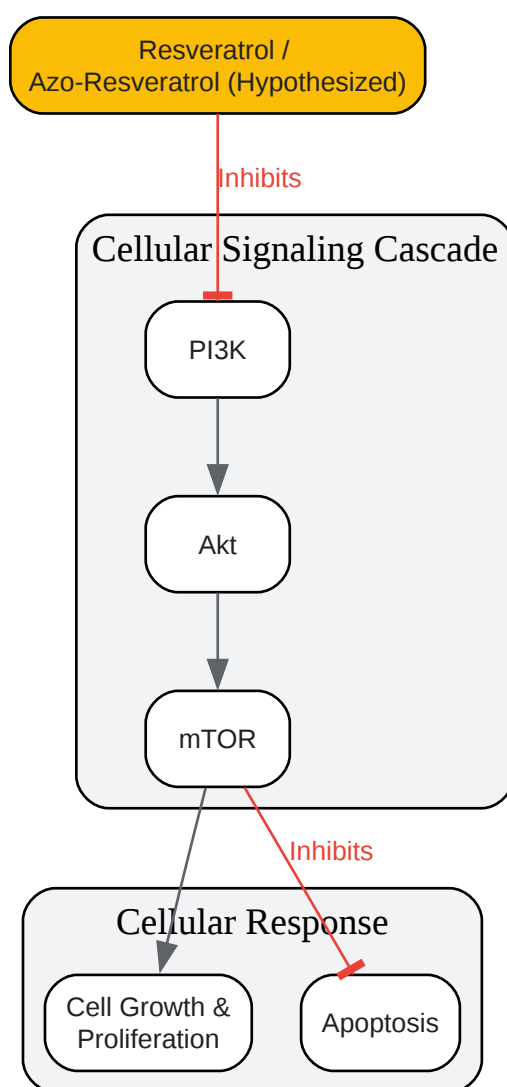 Resveratrol /
Azo-Resveratrol (Hypothesized)
Inhibits
Cellular Signaling Cascade
PI3K
Akt
mTOR
Inhibits
Cellular Response
Cell Growth &
Proliferation
Apoptosis